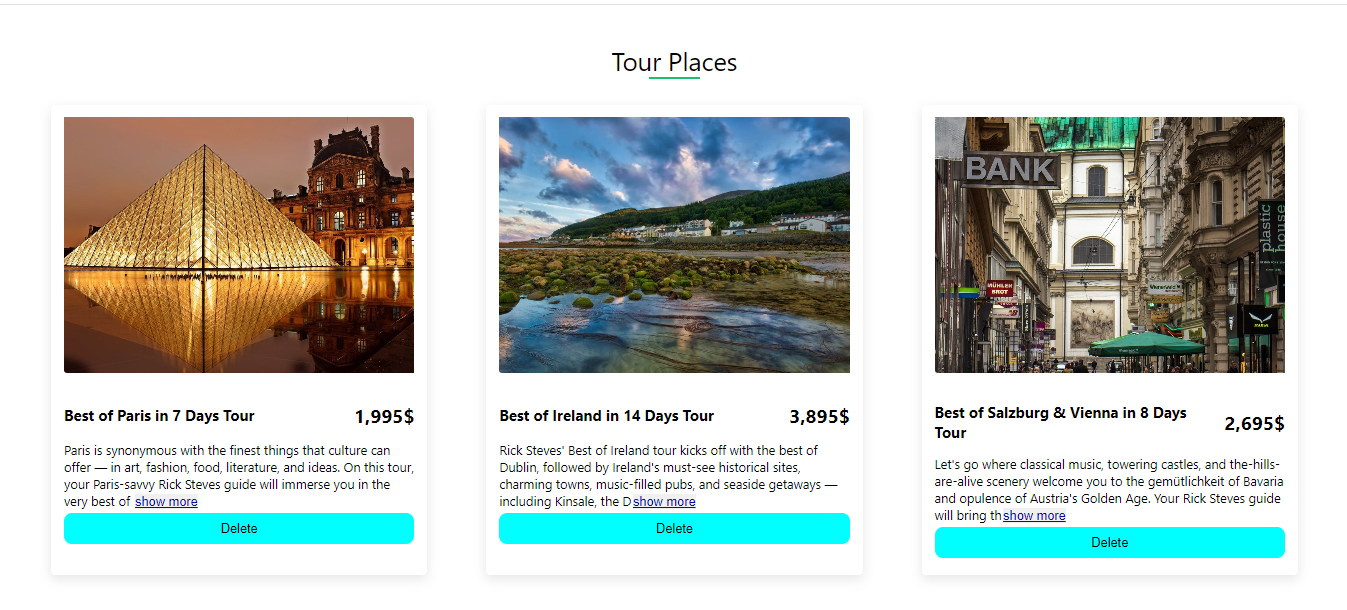 Tour Places
Best of Paris in 7 Days Tour
1,995$
Paris is synonymous with the finest things that culture can
offer — in art, fashion, food, literature, and ideas. On this tour,
your Paris-savvy Rick Steves guide will immerse you in the
very best of show more
Delete
Best of Ireland in 14 Days Tour
3,895$
Rick Steves' Best of Ireland tour kicks off with the best of
Dublin, followed by Ireland's must-see historical sites,
charming towns, music-filled pubs, and seaside getaways —
including Kinsale, the Dshow more
Delete
BANK
plastic
house
MÜHLEN
BROT
Best of Salzburg & Vienna in 8 Days
Tour
2,695$
Let's go where classical music, towering castles, and the-hills-
are-alive scenery welcome you to the gemütlichkeit of Bavaria
and opulence of Austria's Golden Age. Your Rick Steves guide
will bring thshow more
Delete